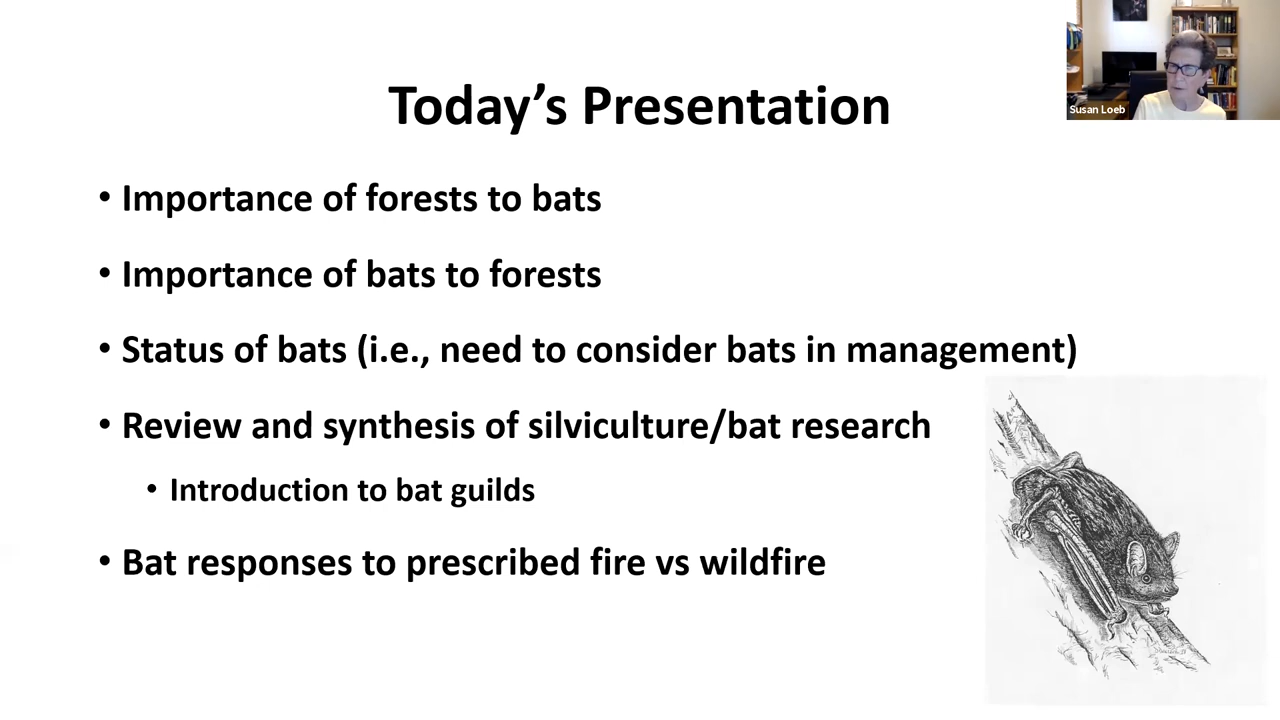 Today’s Presentation
Susan Loeb
• Importance of forests to bats
• Importance of bats to forests
• Status of bats (i.e., need to consider bats in management)
• Review and synthesis of silviculture/bat research
• Introduction to bat guilds
• Bat responses to prescribed fire vs wildfire